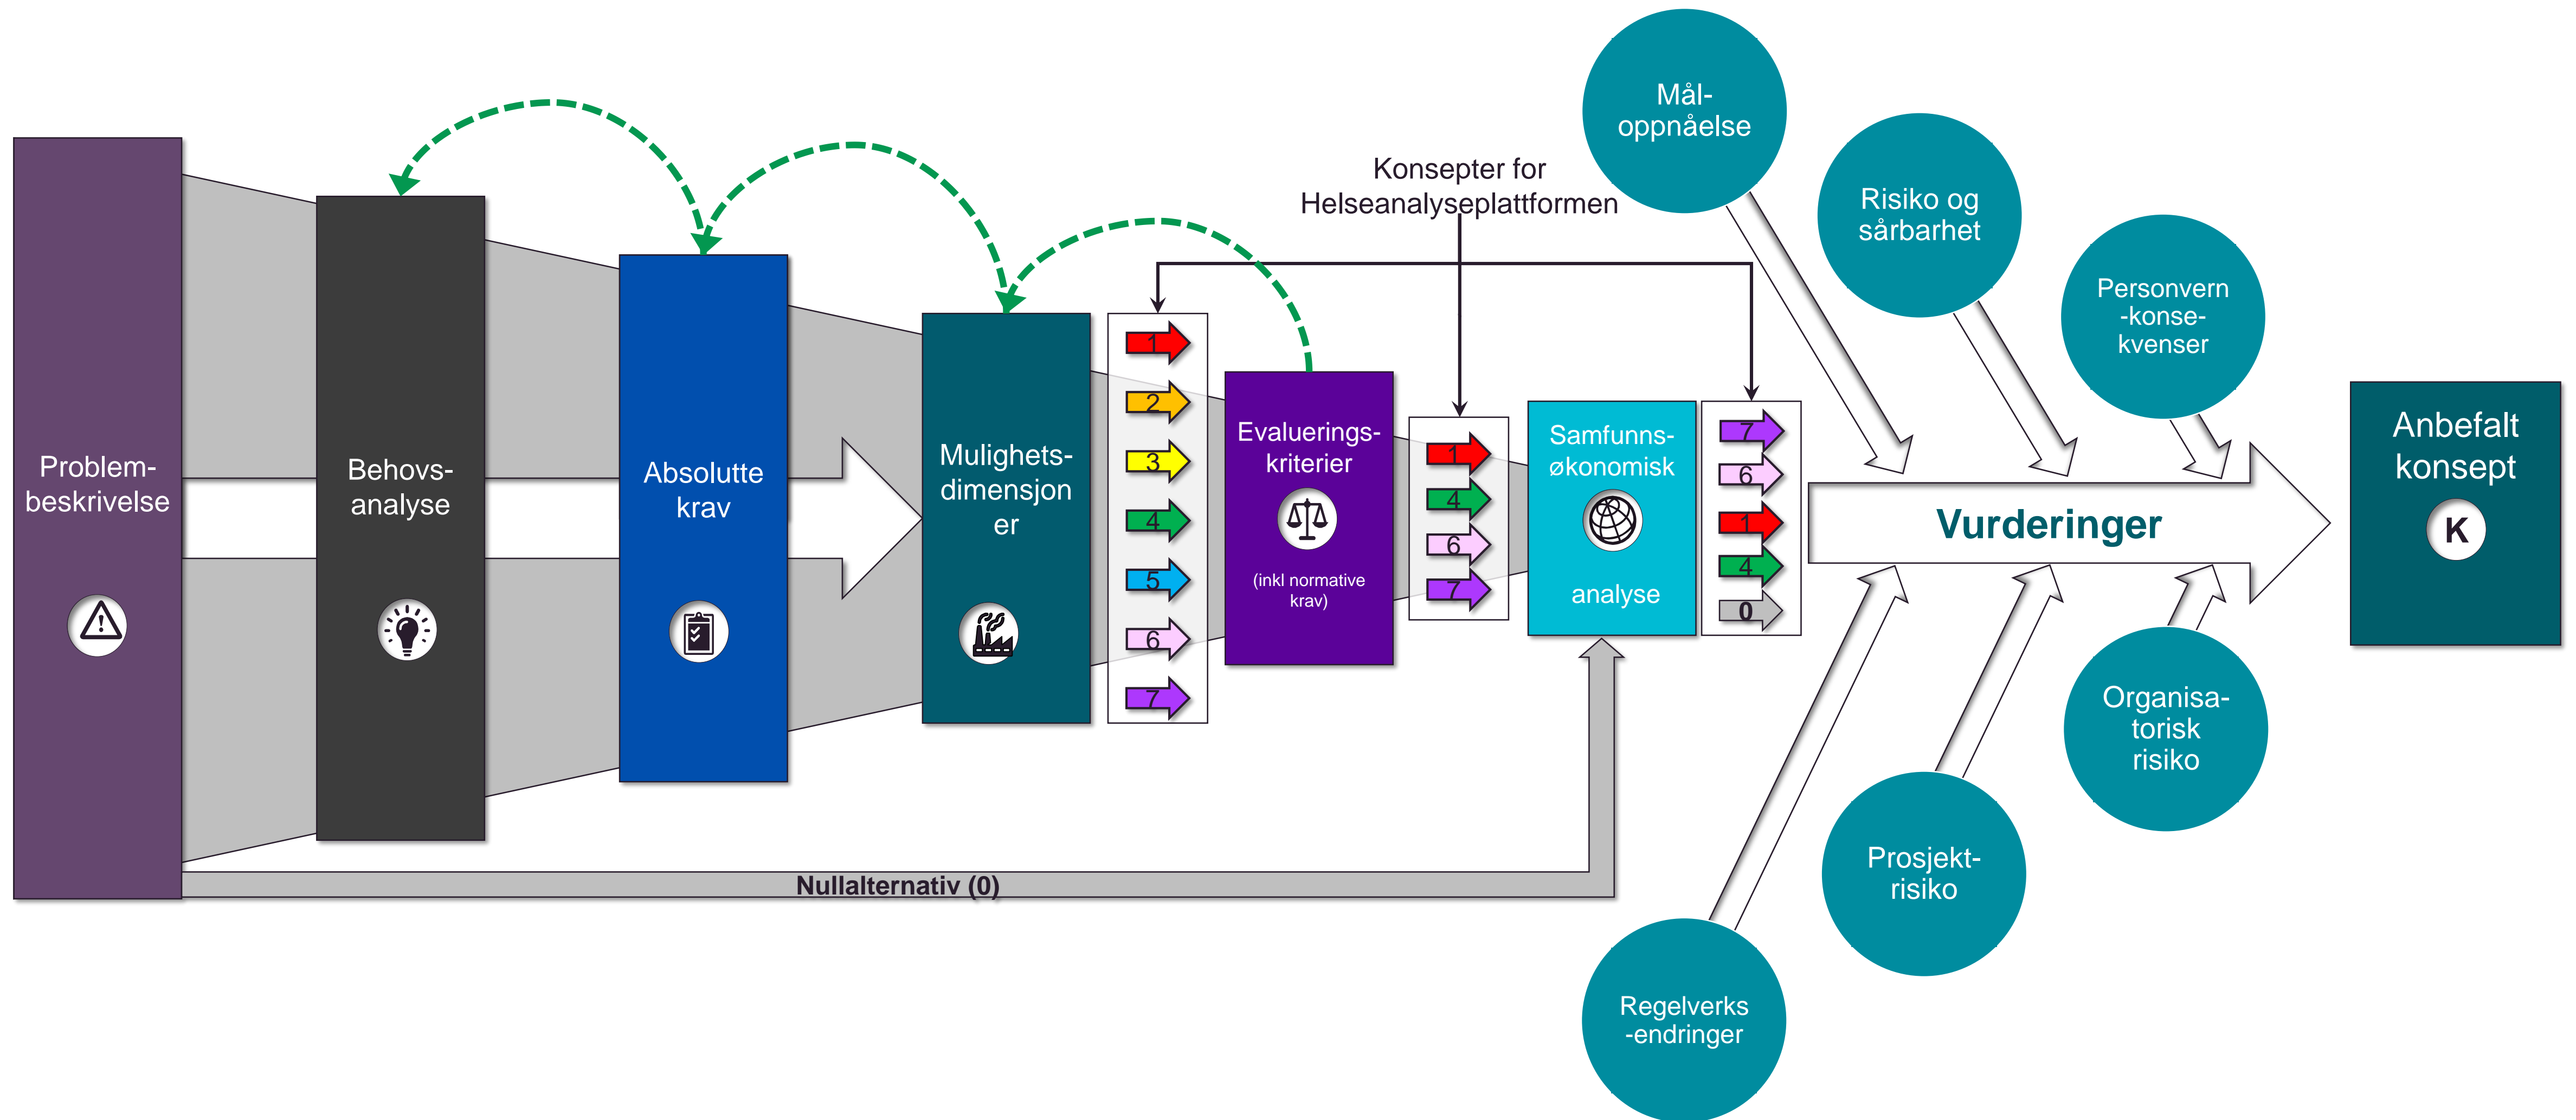 Problem-
beskrivelse
Behovs-
analyse
Absolutte
krav
Mulighets-
dimensjon
er
Konsepter for
Helseanalyseplattformen
1
2
3
4
5
6
7
Evaluerings-
kriterier
(inkl normative
krav)
1
4
6
7
Samfunns-
økonomisk
analyse
7
6
1
4
0
Nullalternativ (0)
Mål-
oppnåelse
Risiko og
sårbarhet
Personvern
-konse-
kvenser
Vurderinger
Regelverks
-endringer
Prosjekt-
risiko
Organisa-
torisk
risiko
Anbefalt
konsept
K